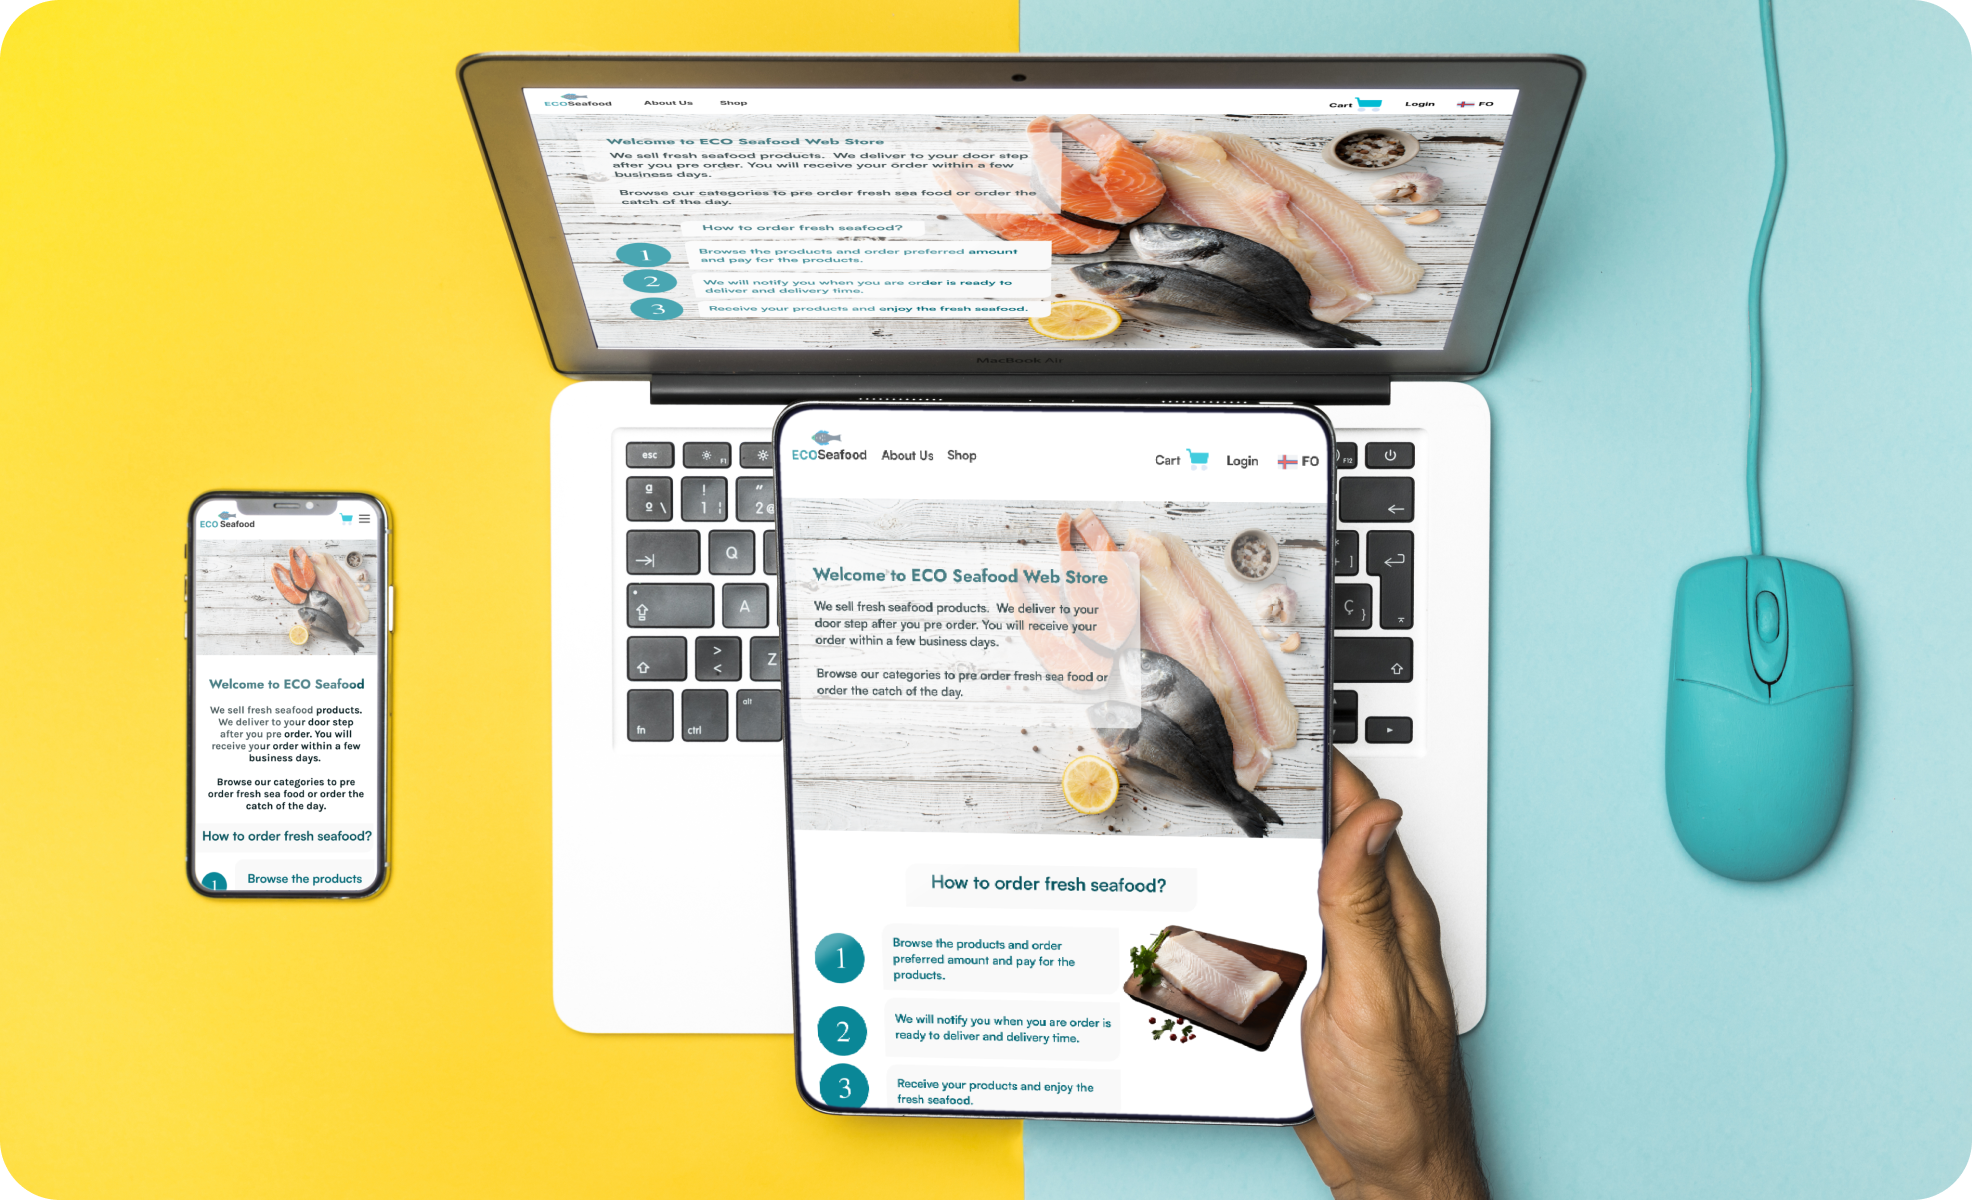 ECOSeafood
About Us
Shop
Cart
Login
FO
Welcome to ECO Seafood Web Store
We sell fresh seafood products. We deliver to your door step
after you pre order. You will receive your order within a few
business days.
Browse our categories to pre order fresh sea food or order the
catch of the day.
How to order fresh seafood?
1
Browse the products and order preferred amount
and pay for the products.
2
We will notify you when you are order is ready to
deliver and delivery time.
3
Receive your products and enjoy the fresh seafood.
MacBook Air
esc
F1
F12
ª
º \
!
1 ¦
"
2@
Q
]
A
Ç }
>
<
Z
fn
ctrl
alt
ECOSeafood
About Us
Shop
Cart
Login
FO
Welcome to ECO Seafood Web Store
We sell fresh seafood products. We deliver to your
door step after you pre order. You will receive your
order within a few business days.
Browse our categories to pre order fresh sea food or
order the catch of the day.
How to order fresh seafood?
1
Browse the products and order
preferred amount and pay for the
products.
2
We will notify you when you are order is
ready to deliver and delivery time.
3
Receive your products and enjoy the
fresh seafood.
ECO Seafood
Welcome to ECO Seafood
We sell fresh seafood products.
We deliver to your door step
after you pre order. You will
receive your order within a few
business days.
Browse our categories to pre
order fresh sea food or order the
catch of the day.
How to order fresh seafood?
1
Browse the products